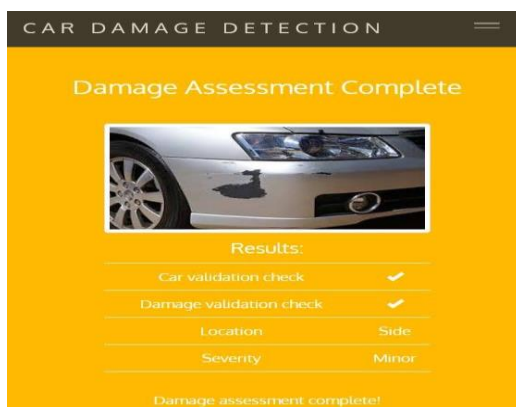 CAR DAMAGE DETECTION
Damage Assessment Complete
Results:
Car validation check ✔
Damage validation check ✔
Location Side
Severity Minor
Damage assessment complete!